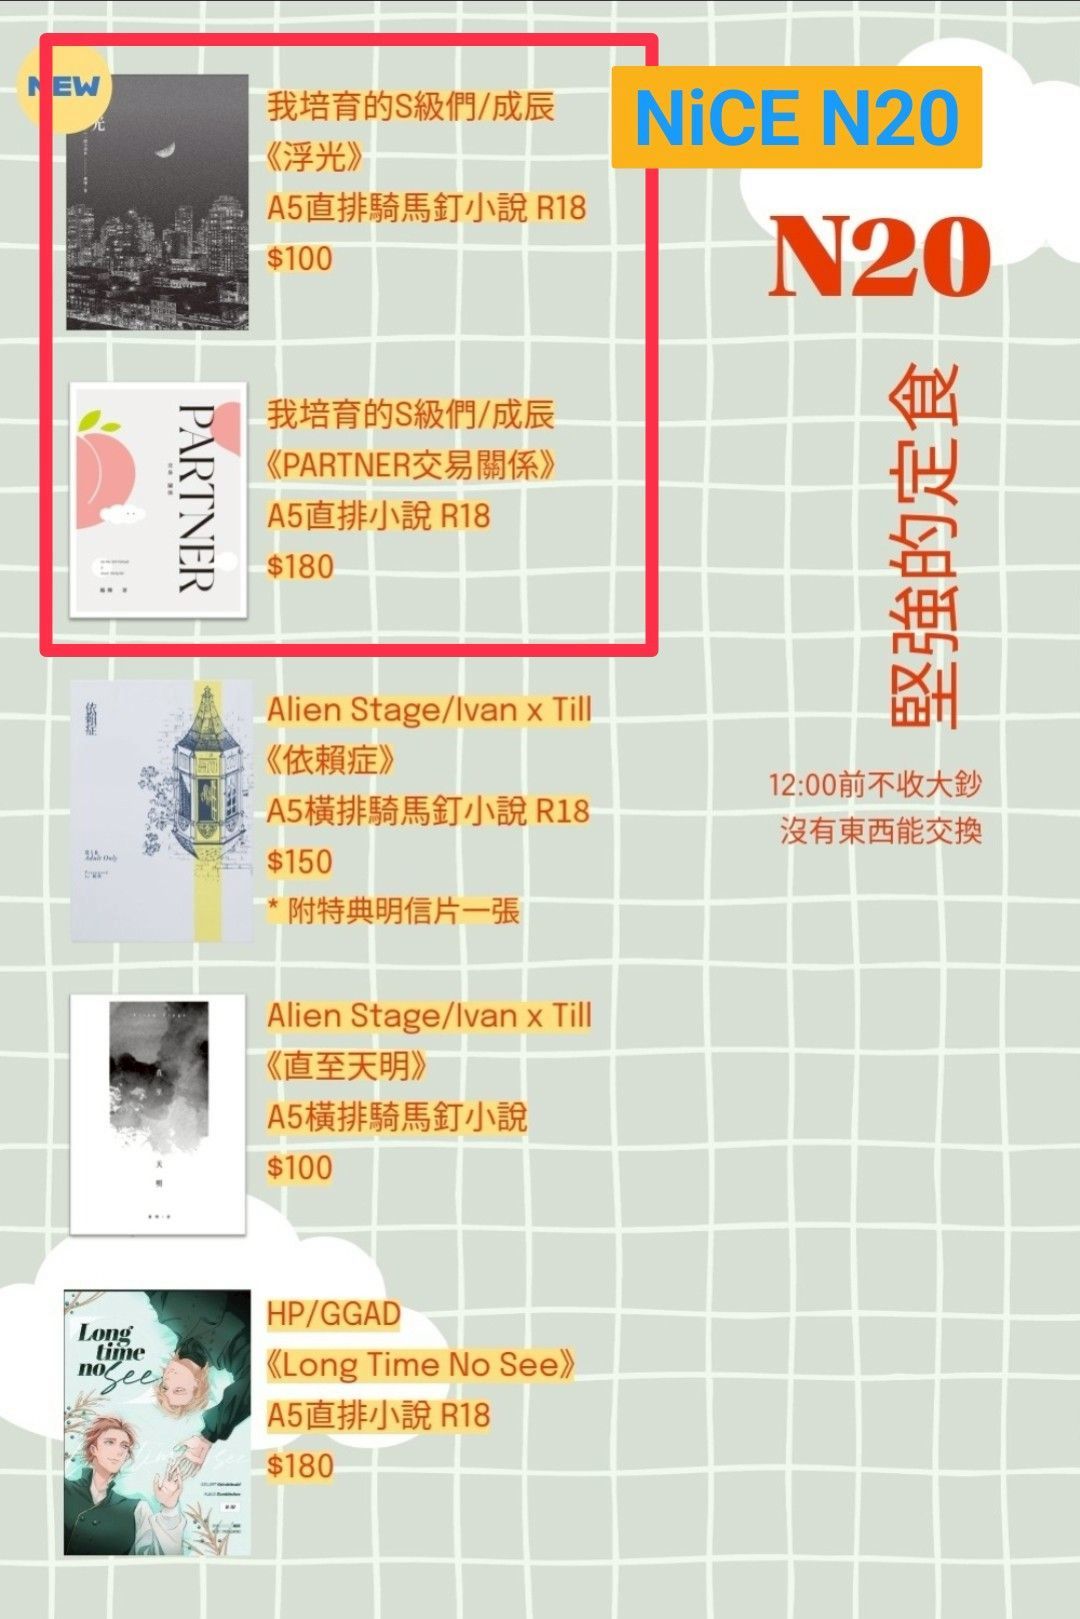 NEW
光
我培育的S級們/成辰
《浮光》
A5直排騎馬釘小說 R18
$100
NiCE N20
N20
堅強的定食
12:00前不收大鈔
沒有東西能交換
PARTNER
我培育的S級們/成辰
《PARTNER交易關係》
A5直排小說 R18
$180
依賴症
Adult Only
Alien Stage/Ivan x Till
《依賴症》
A5橫排騎馬釘小說 R18
$150
* 附特典明信片一張
天
明
Alien Stage/Ivan x Till
《直至天明》
A5橫排騎馬釘小說
$100
Long
time
no see
HP/GGAD
《Long Time No See》
A5直排小說 R18
$180